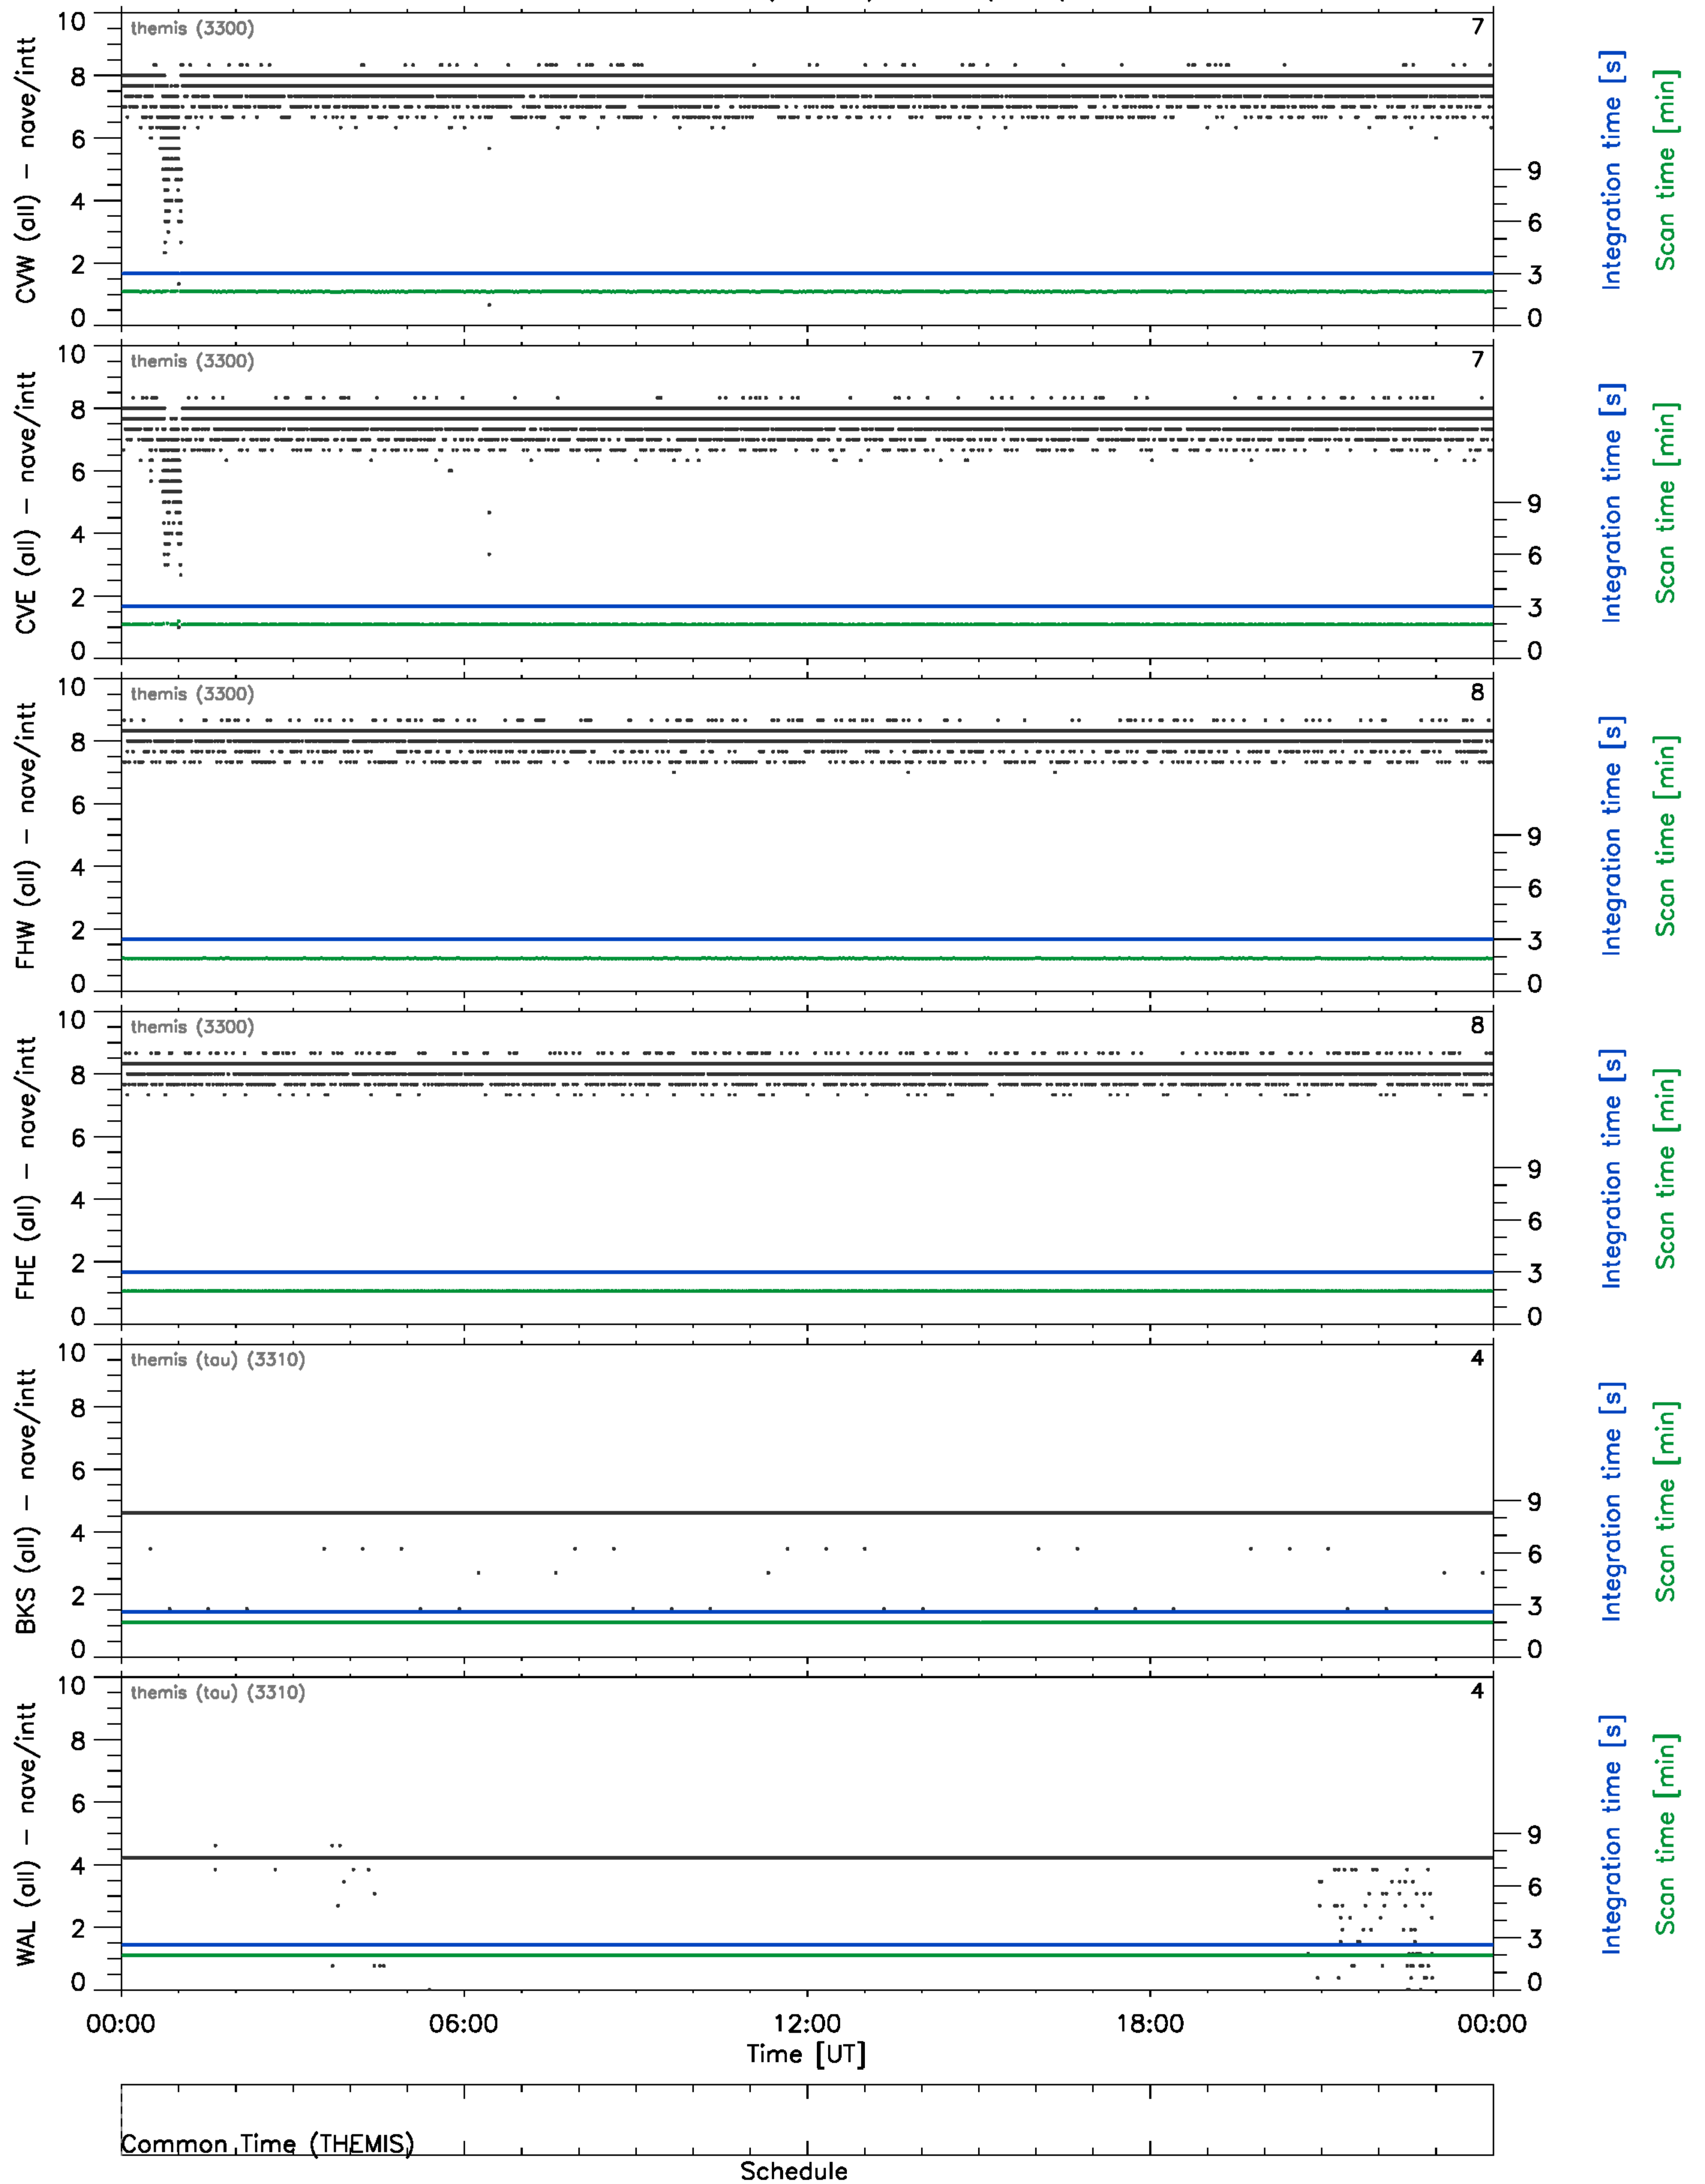 themis (3300) 7
CVW (all) – nave/intt
10
8
6
4
2
0
9
6
3
0
Integration time [s]
Scan time [min]
themis (3300) 7
CVE (all) – nave/intt
10
8
6
4
2
0
9
6
3
0
Integration time [s]
Scan time [min]
themis (3300) 8
FHW (all) – nave/intt
10
8
6
4
2
0
9
6
3
0
Integration time [s]
Scan time [min]
themis (3300) 8
FHE (all) – nave/intt
10
8
6
4
2
0
9
6
3
0
Integration time [s]
Scan time [min]
themis (tau) (3310) 4
BKS (all) – nave/intt
10
8
6
4
2
0
9
6
3
0
Integration time [s]
Scan time [min]
themis (tau) (3310) 4
WAL (all) – nave/intt
10
8
6
4
2
0
9
6
3
0
Integration time [s]
Scan time [min]
00:00 06:00 12:00 18:00 00:00
Time [UT]
Common Time (THEMIS)
Schedule